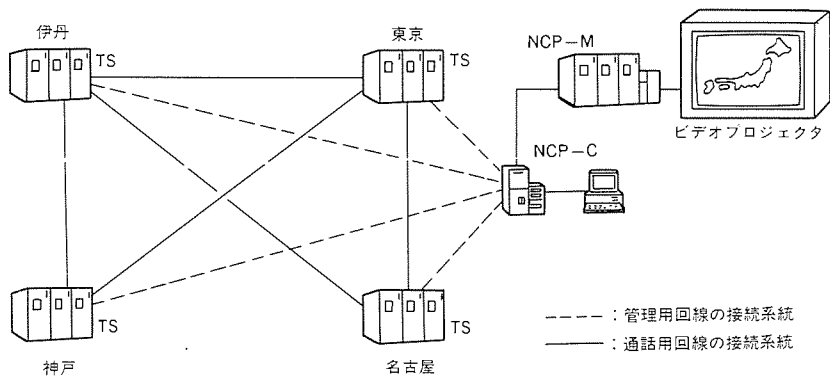 伊丹
TS
東京
TS
NCP-M
ビデオプロジェクタ
NCP-C
神戸
TS
名古屋
TS
-----:管理用回線の接続系統
———:通話用回線の接続系統